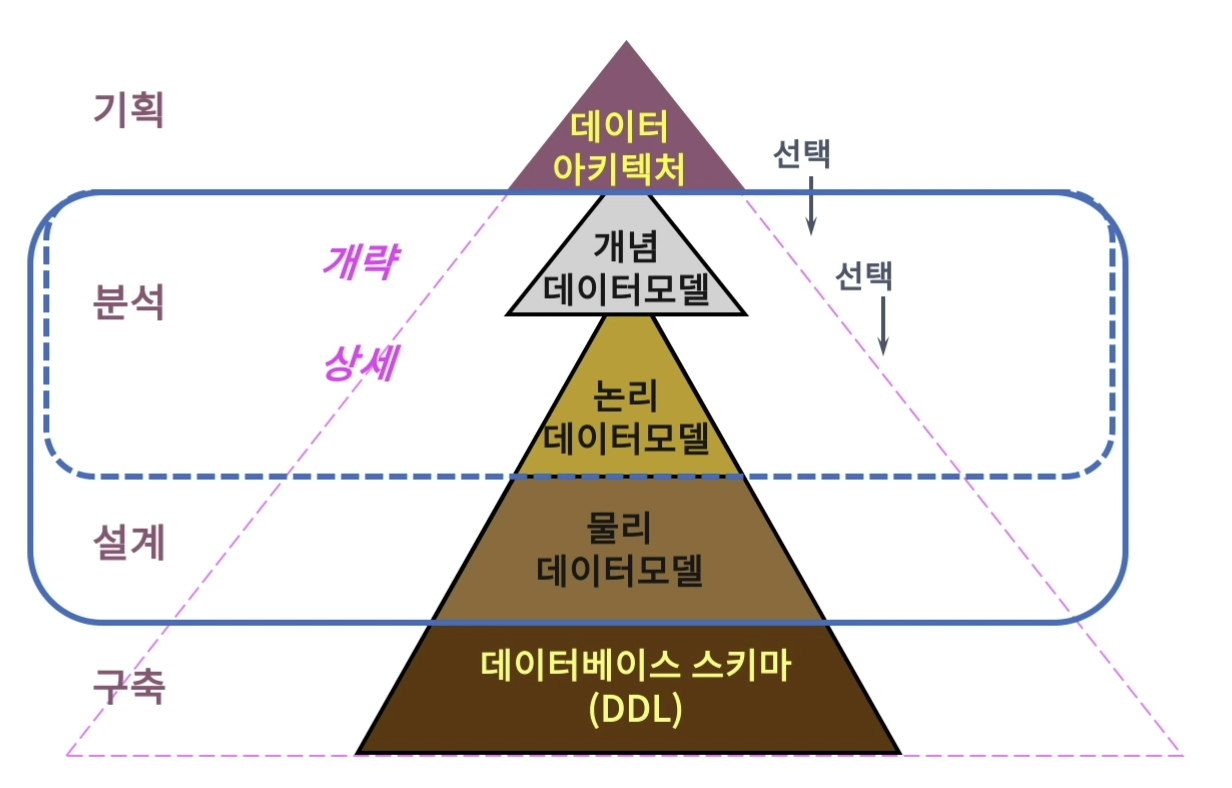 기획
데이터
아키텍처
선택
개략
개념
데이터모델
선택
분석
상세
논리
데이터모델
설계
물리
데이터모델
구축
데이터베이스 스키마
(DDL)